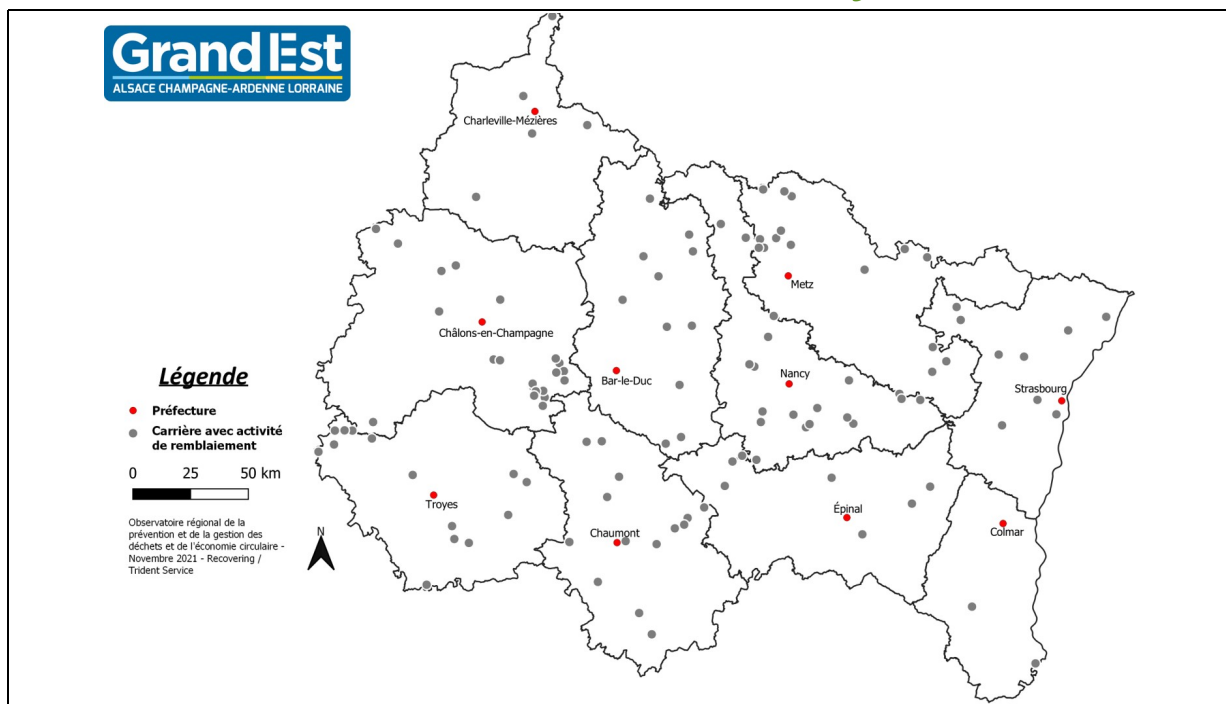 Grand Est
ALSACE CHAMPAGNE-ARDENNE LORRAINE
Charleville-Mézières
Metz
Châlons-en-Champagne
Bar-le-Duc
Nancy
Strasbourg
Légende
Préfecture
Carrière avec activité
de remblaiement
0 25 50 km
Observatoire régional de la
prévention et de la gestion des
déchets et de l'économie circulaire -
Novembre 2021 - Recovering /
Trident Service
N
Troyes
Chaumont
Épinal
Colmar